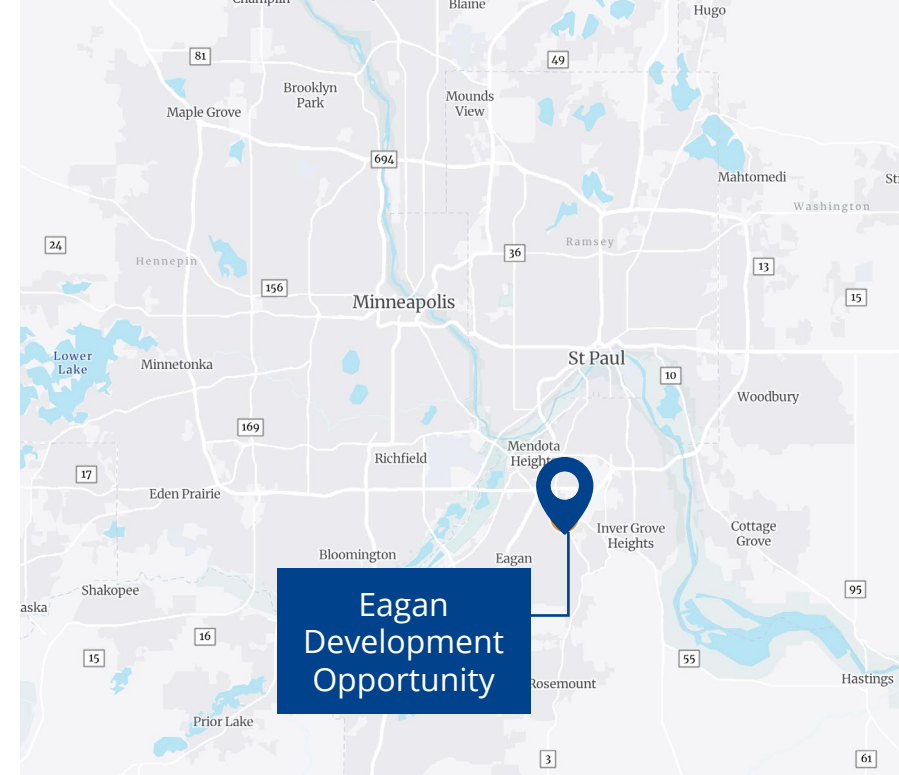 Champlin
Blaine
Hugo
81
49
Brooklyn
Park
Mounds
View
Maple Grove
694
Mahtomedi
Washington
24
36
Ramsey
Hennepin
13
156
15
Minneapolis
Lower
Lake
Minnetonka
St Paul
10
Woodbury
169
Mendota
Heights
Richfield
17
Eden Prairie
Inver Grove
Heights
Cottage
Grove
Bloomington
Eagan
Shakopee
95
Eagan
Development
Opportunity
16
15
55
Hastings
Rosemount
Prior Lake
3
61